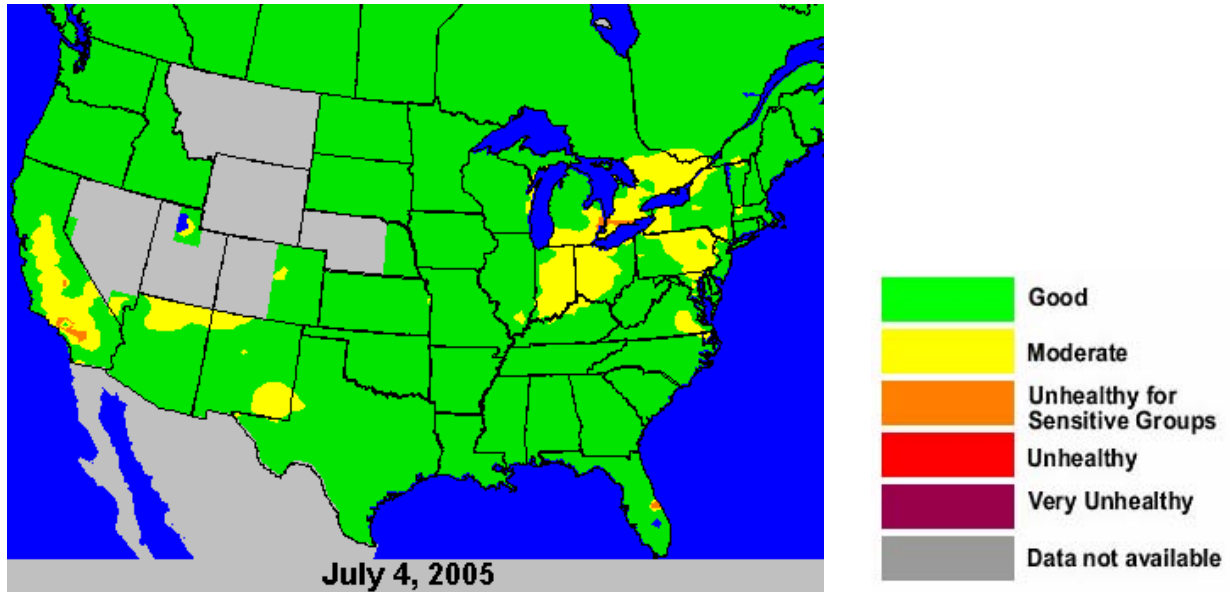 July 4, 2005
Good
Moderate
Unhealthy for
Sensitive Groups
Unhealthy
Very Unhealthy
Data not available